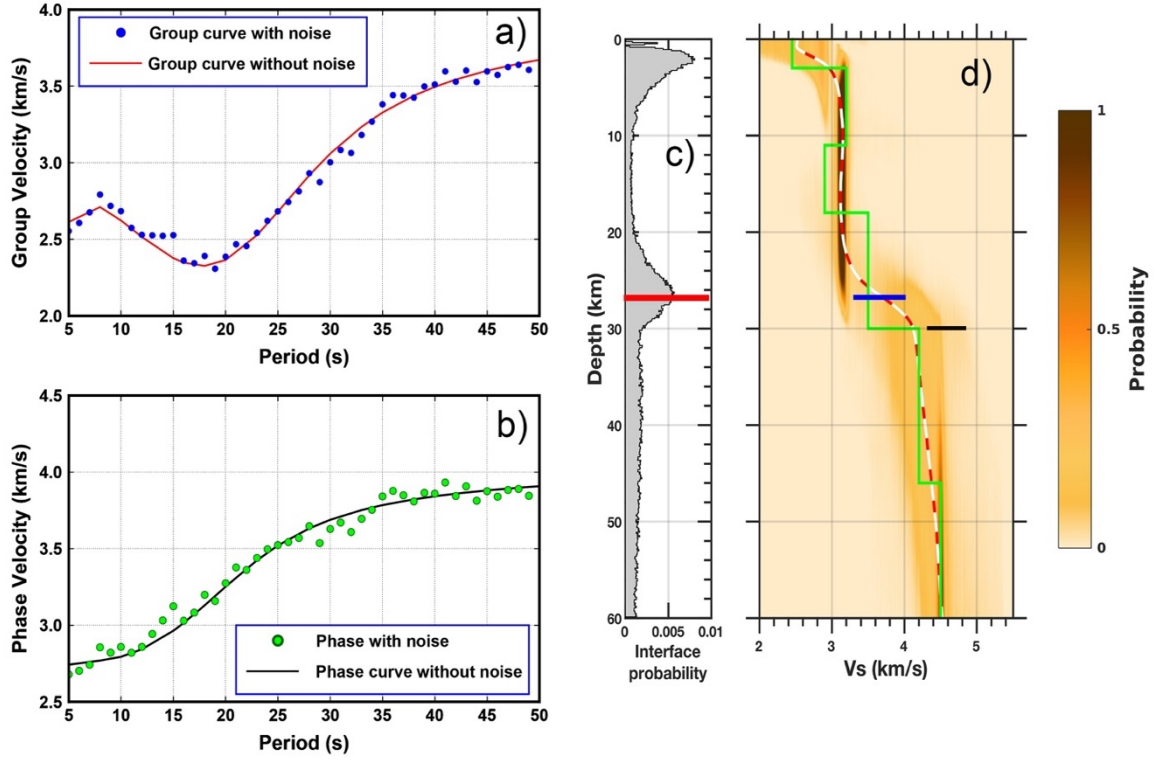 a)
Group curve with noise
Group curve without noise
4.0
3.5
3.0
2.5
2.0
Group Velocity (km/s)
5 10 15 20 25 30 35 40 45 50
Period (s)
b)
4.5
4.0
3.5
3.0
2.5
Phase Velocity (km/s)
Phase with noise
Phase curve without noise
5 10 15 20 25 30 35 40 45 50
Period (s)
c)
0
10
20
30
40
50
60
Depth (km)
0 0.005 0.01
Interface
probability
d)
2 3 4 5
Vs (km/s)
1
0.5
0
Probability